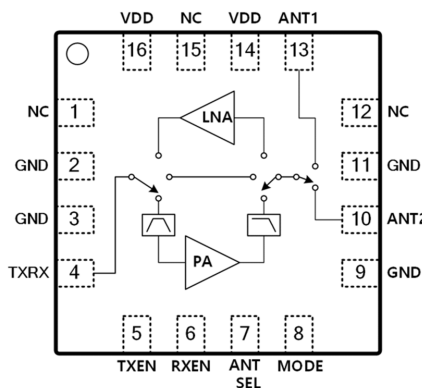 VDD NC VDD ANT1
16 15 14 13
LNA
NC 1 12 NC
GND 2 11 GND
GND 3 10 ANT2
TXRX 4 9 GND
PA
5 6 7 8
TXEN RXEN ANT MODE
SEL